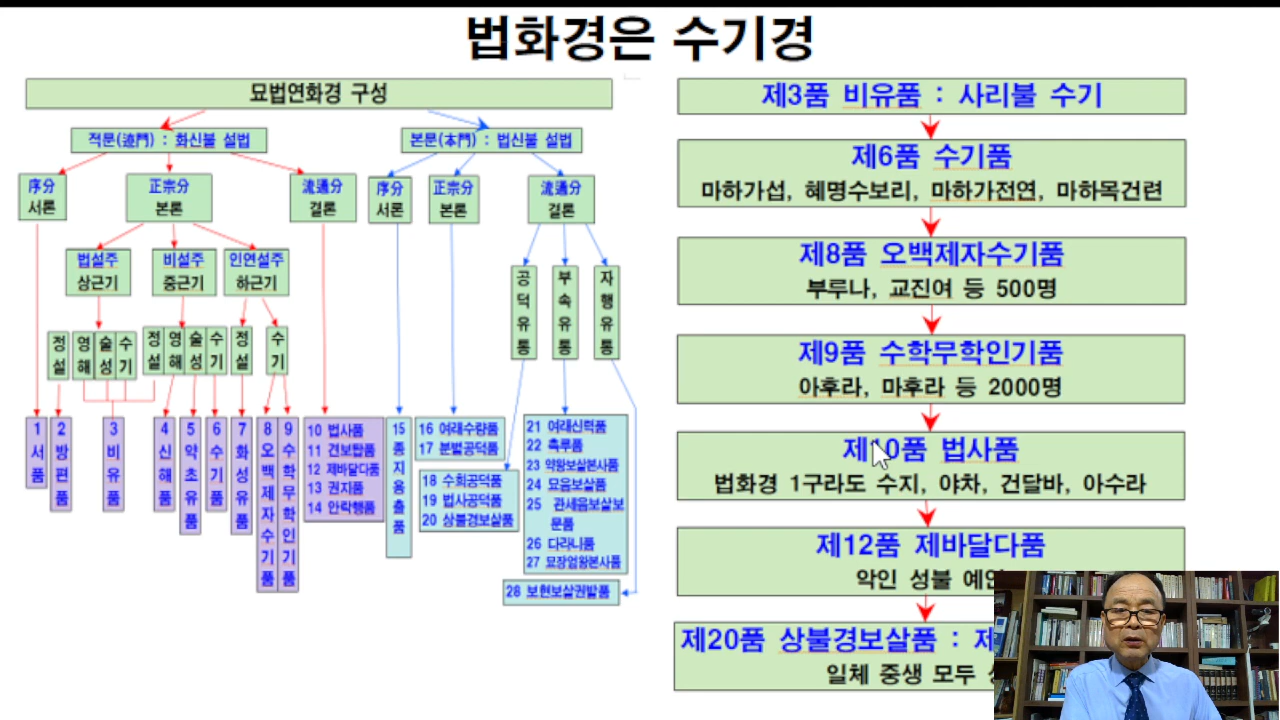 법화경은 수기경
묘법연화경 구성
적문(迹門) : 화신불 설법
본문(本門) : 법신불 설법
序分
서론
正宗分
본론
流通分
결론
序分
서론
正宗分
본론
流通分
결론
법설주
상근기
비설주
중근기
인연설주
하근기
공덕유통
부속유통
자행유통
정설
영해
술성
수기
정설
영해
술성
수기
정설
수기
1 서품
2 방편품
3 비유품
4 신해품
5 약초유품
6 수기품
7 화성유품
8 오백제자수기품
9 수학무학인기품
10 법사품
11 견보탑품
12 제바달다품
13 권지품
14 안락행품
15 종지용출품
16 여래수량품
17 분별공덕품
18 수희공덕품
19 법사공덕품
20 상불경보살품
21 여래신력품
22 촉루품
23 약왕보살본사품
24 묘음보살품
25 관세음보살보
문품
26 다라니품
27 묘장엄왕본사품
28 보현보살권발품
제3품 비유품 : 사리불 수기
제6품 수기품
마하가섭, 혜명수보리, 마하가전연, 마하목건련
제8품 오백제자수기품
부루나, 교진여 등 500명
제9품 수학무학인기품
아후라, 마후라 등 2000명
제10품 법사품
법화경 1구라도 수지, 야차, 건달바, 아수라
제12품 제바달다품
악인 성불 예언
제20품 상불경보살품 : 제
일체 중생 모두